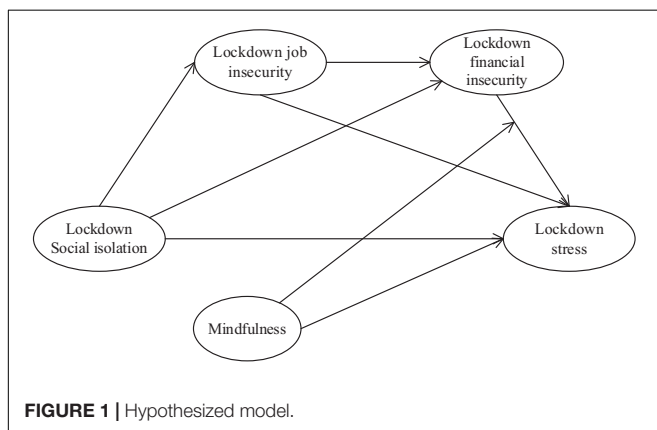 Lockdown job
insecurity
Lockdown
financial
insecurity
Lockdown
Social isolation
Lockdown
stress
Mindfulness
FIGURE 1 | Hypothesized model.